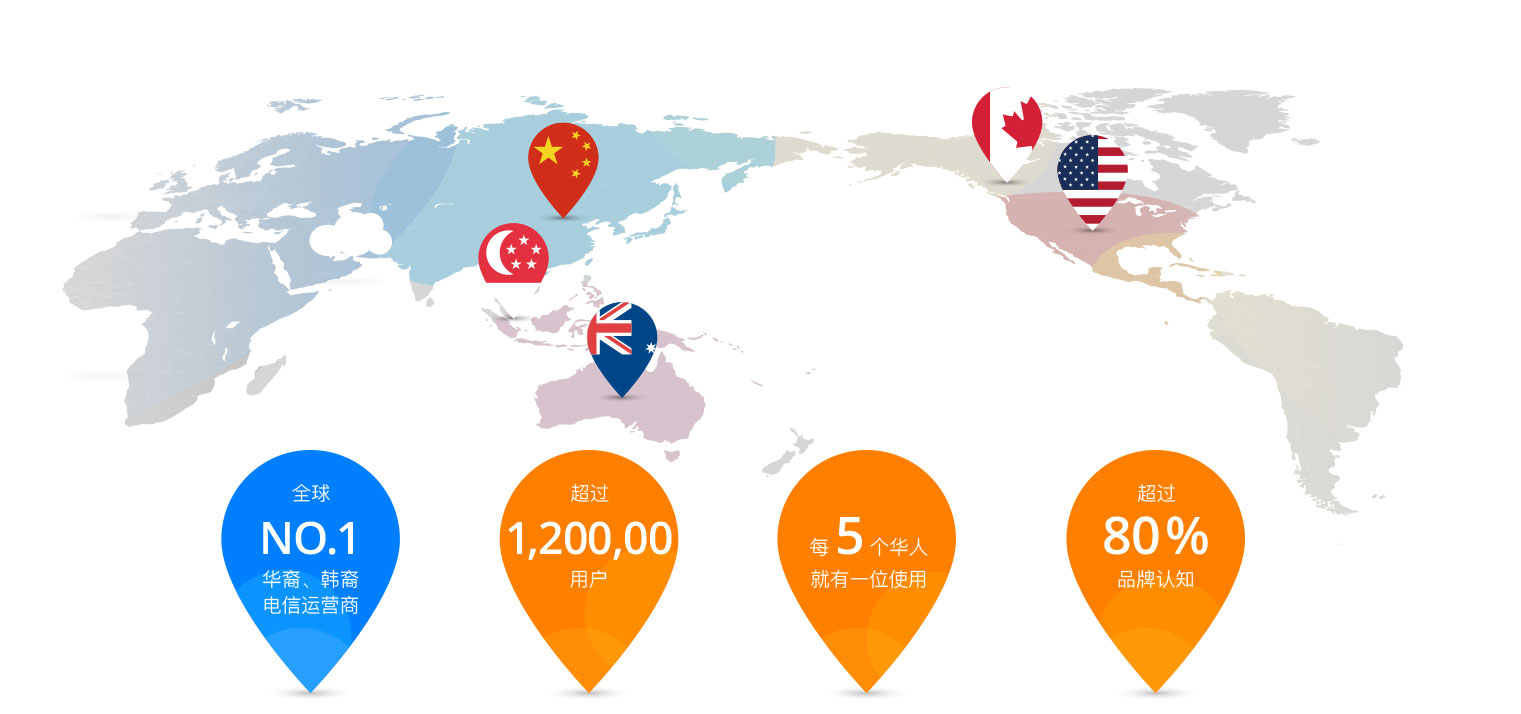 全球
NO.1
华裔、韩裔
电信运营商
超过
1,200,00
用户
每 5 个华人
就有一位使用
超过
80%
品牌认知